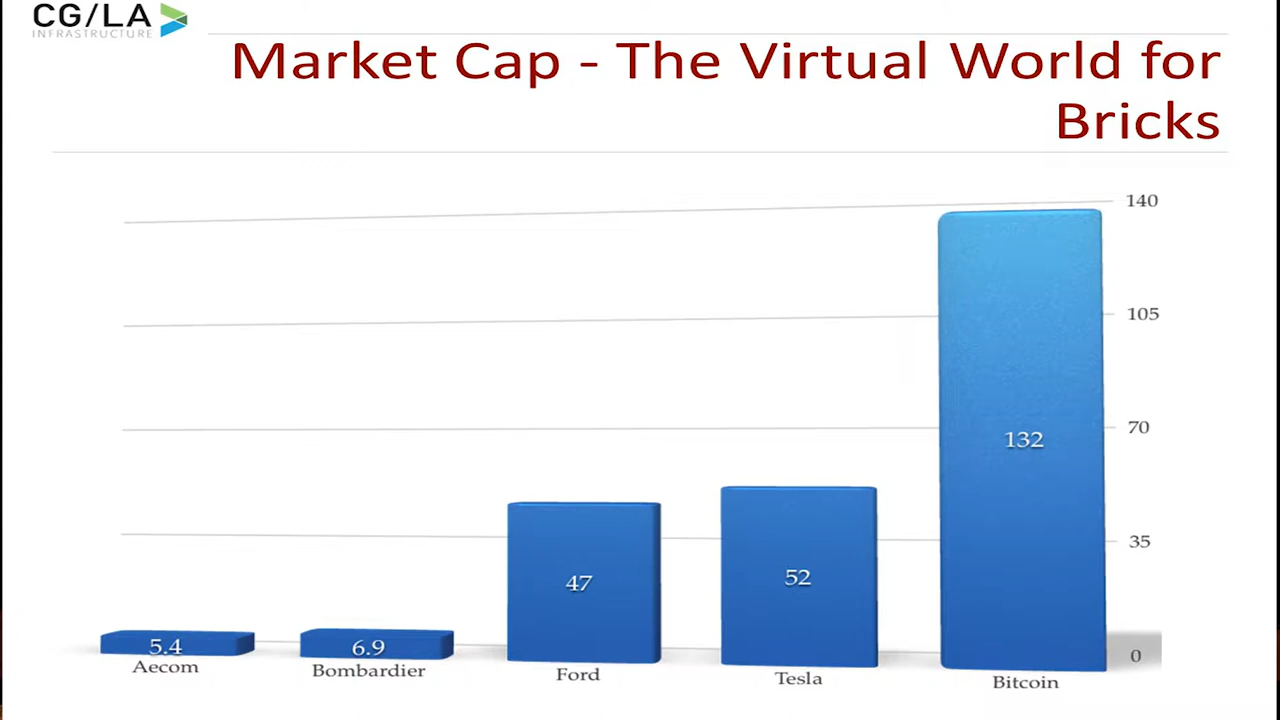 CG/LA
INFRASTRUCTURE
Market Cap - The Virtual World for
Bricks
140
105
70
35
0
132
52
47
6.9
5.4
Aecom
Bombardier
Ford
Tesla
Bitcoin